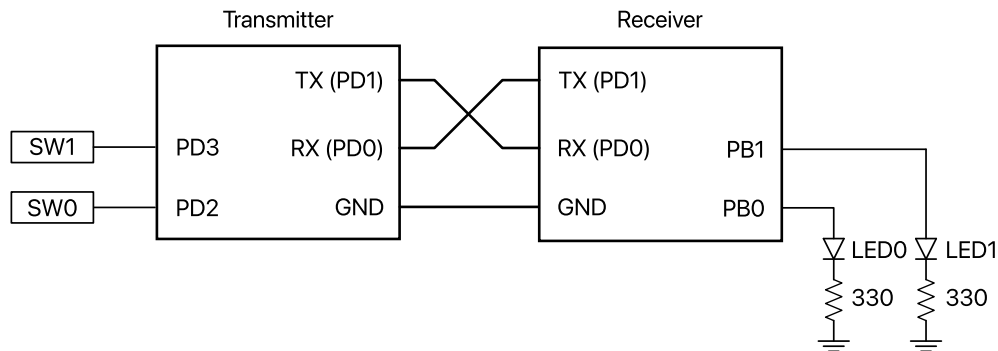 Transmitter
Receiver
TX (PD1)
TX (PD1)
SW1
PD3
RX (PD0)
RX (PD0)
PB1
SW0
PD2
GND
GND
PB0
LED0
LED1
330
330